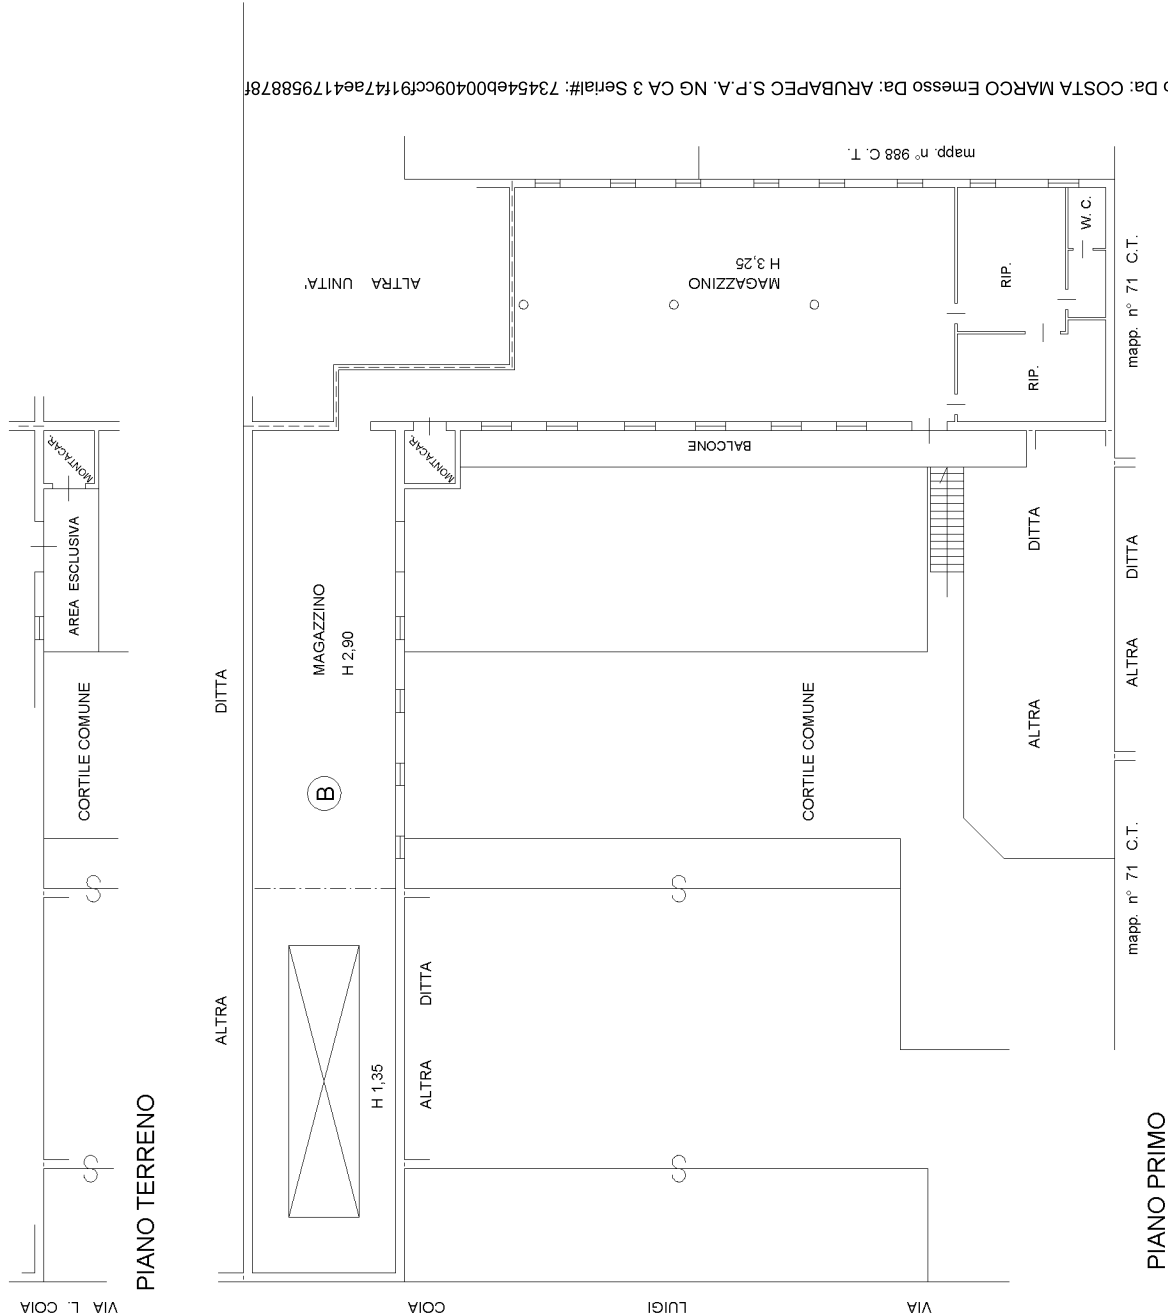 o Da: COSTA MARCO Emesso Da: ARUBAPEC S.P.A. NG CA 3 Serial#: 73454eb00409ccf91f47ae4179588878f
mapp. n° 988 C. T.
MONTACAR.
AREA ESCLUSIVA
CORTILE COMUNE
VIA L. COIA
PIANO TERRENO
ALTRA DITTA
ALTRA UNITA'
MAGAZZINO
H 3,25
RIP.
W. C.
RIP.
mapp. n° 71 C.T.
BALCONE
MONTACAR.
MAGAZZINO
H 2,90
B
H 1,35
ALTRA DITTA
CORTILE COMUNE
ALTRA DITTA
ALTRA DITTA
mapp. n° 71 C.T.
VIA LUIGI COIA
PIANO PRIMO